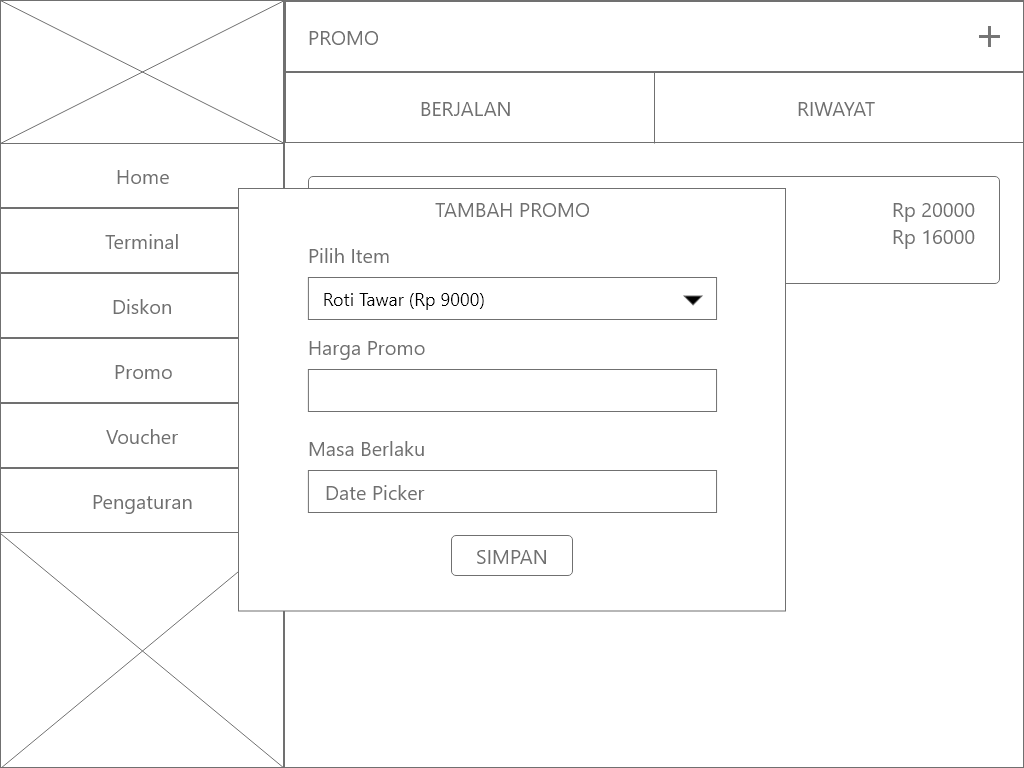 PROMO
BERJALAN
RIWAYAT
Home
Terminal
Diskon
Promo
Voucher
Pengaturan
Rp 20000
Rp 16000
TAMBAH PROMO
Pilih Item
Roti Tawar (Rp 9000)
Harga Promo
Masa Berlaku
Date Picker
SIMPAN